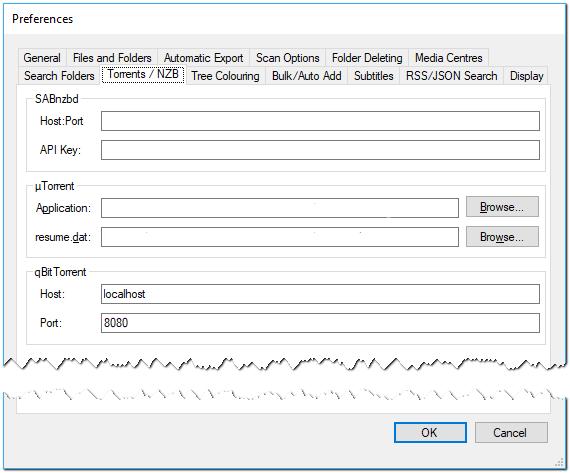 Preferences
General Files and Folders Automatic Export Scan Options Folder Deleting Media Centres
Search Folders Torrents / NZB Tree Colouring Bulk/Auto Add Subtitles RSS/JSON Search Display
SABnzbd
Host:Port
API Key:
µTorrent
Application: Browse...
resume.dat: Browse...
qBitTorrent
Host: localhost
Port: 8080
OK Cancel